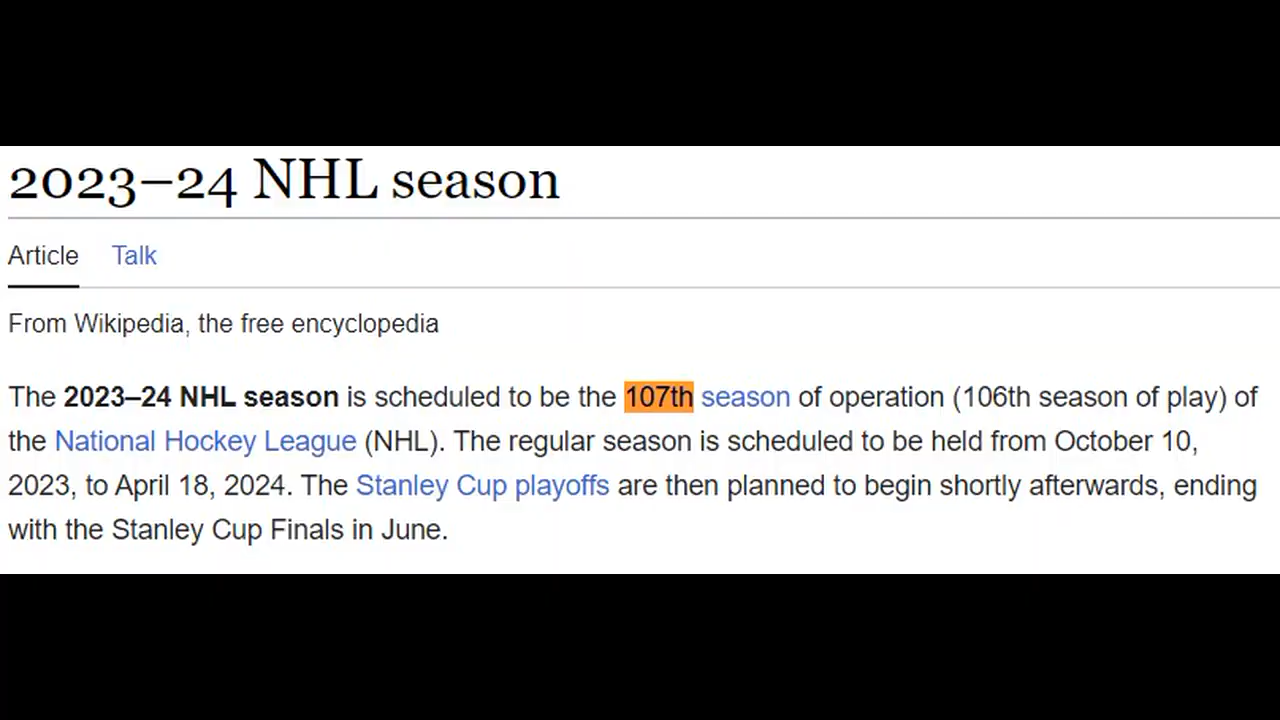 2023–24 NHL season
Article Talk
From Wikipedia, the free encyclopedia
The 2023–24 NHL season is scheduled to be the 107th season of operation (106th season of play) of
the National Hockey League (NHL). The regular season is scheduled to be held from October 10,
2023, to April 18, 2024. The Stanley Cup playoffs are then planned to begin shortly afterwards, ending
with the Stanley Cup Finals in June.